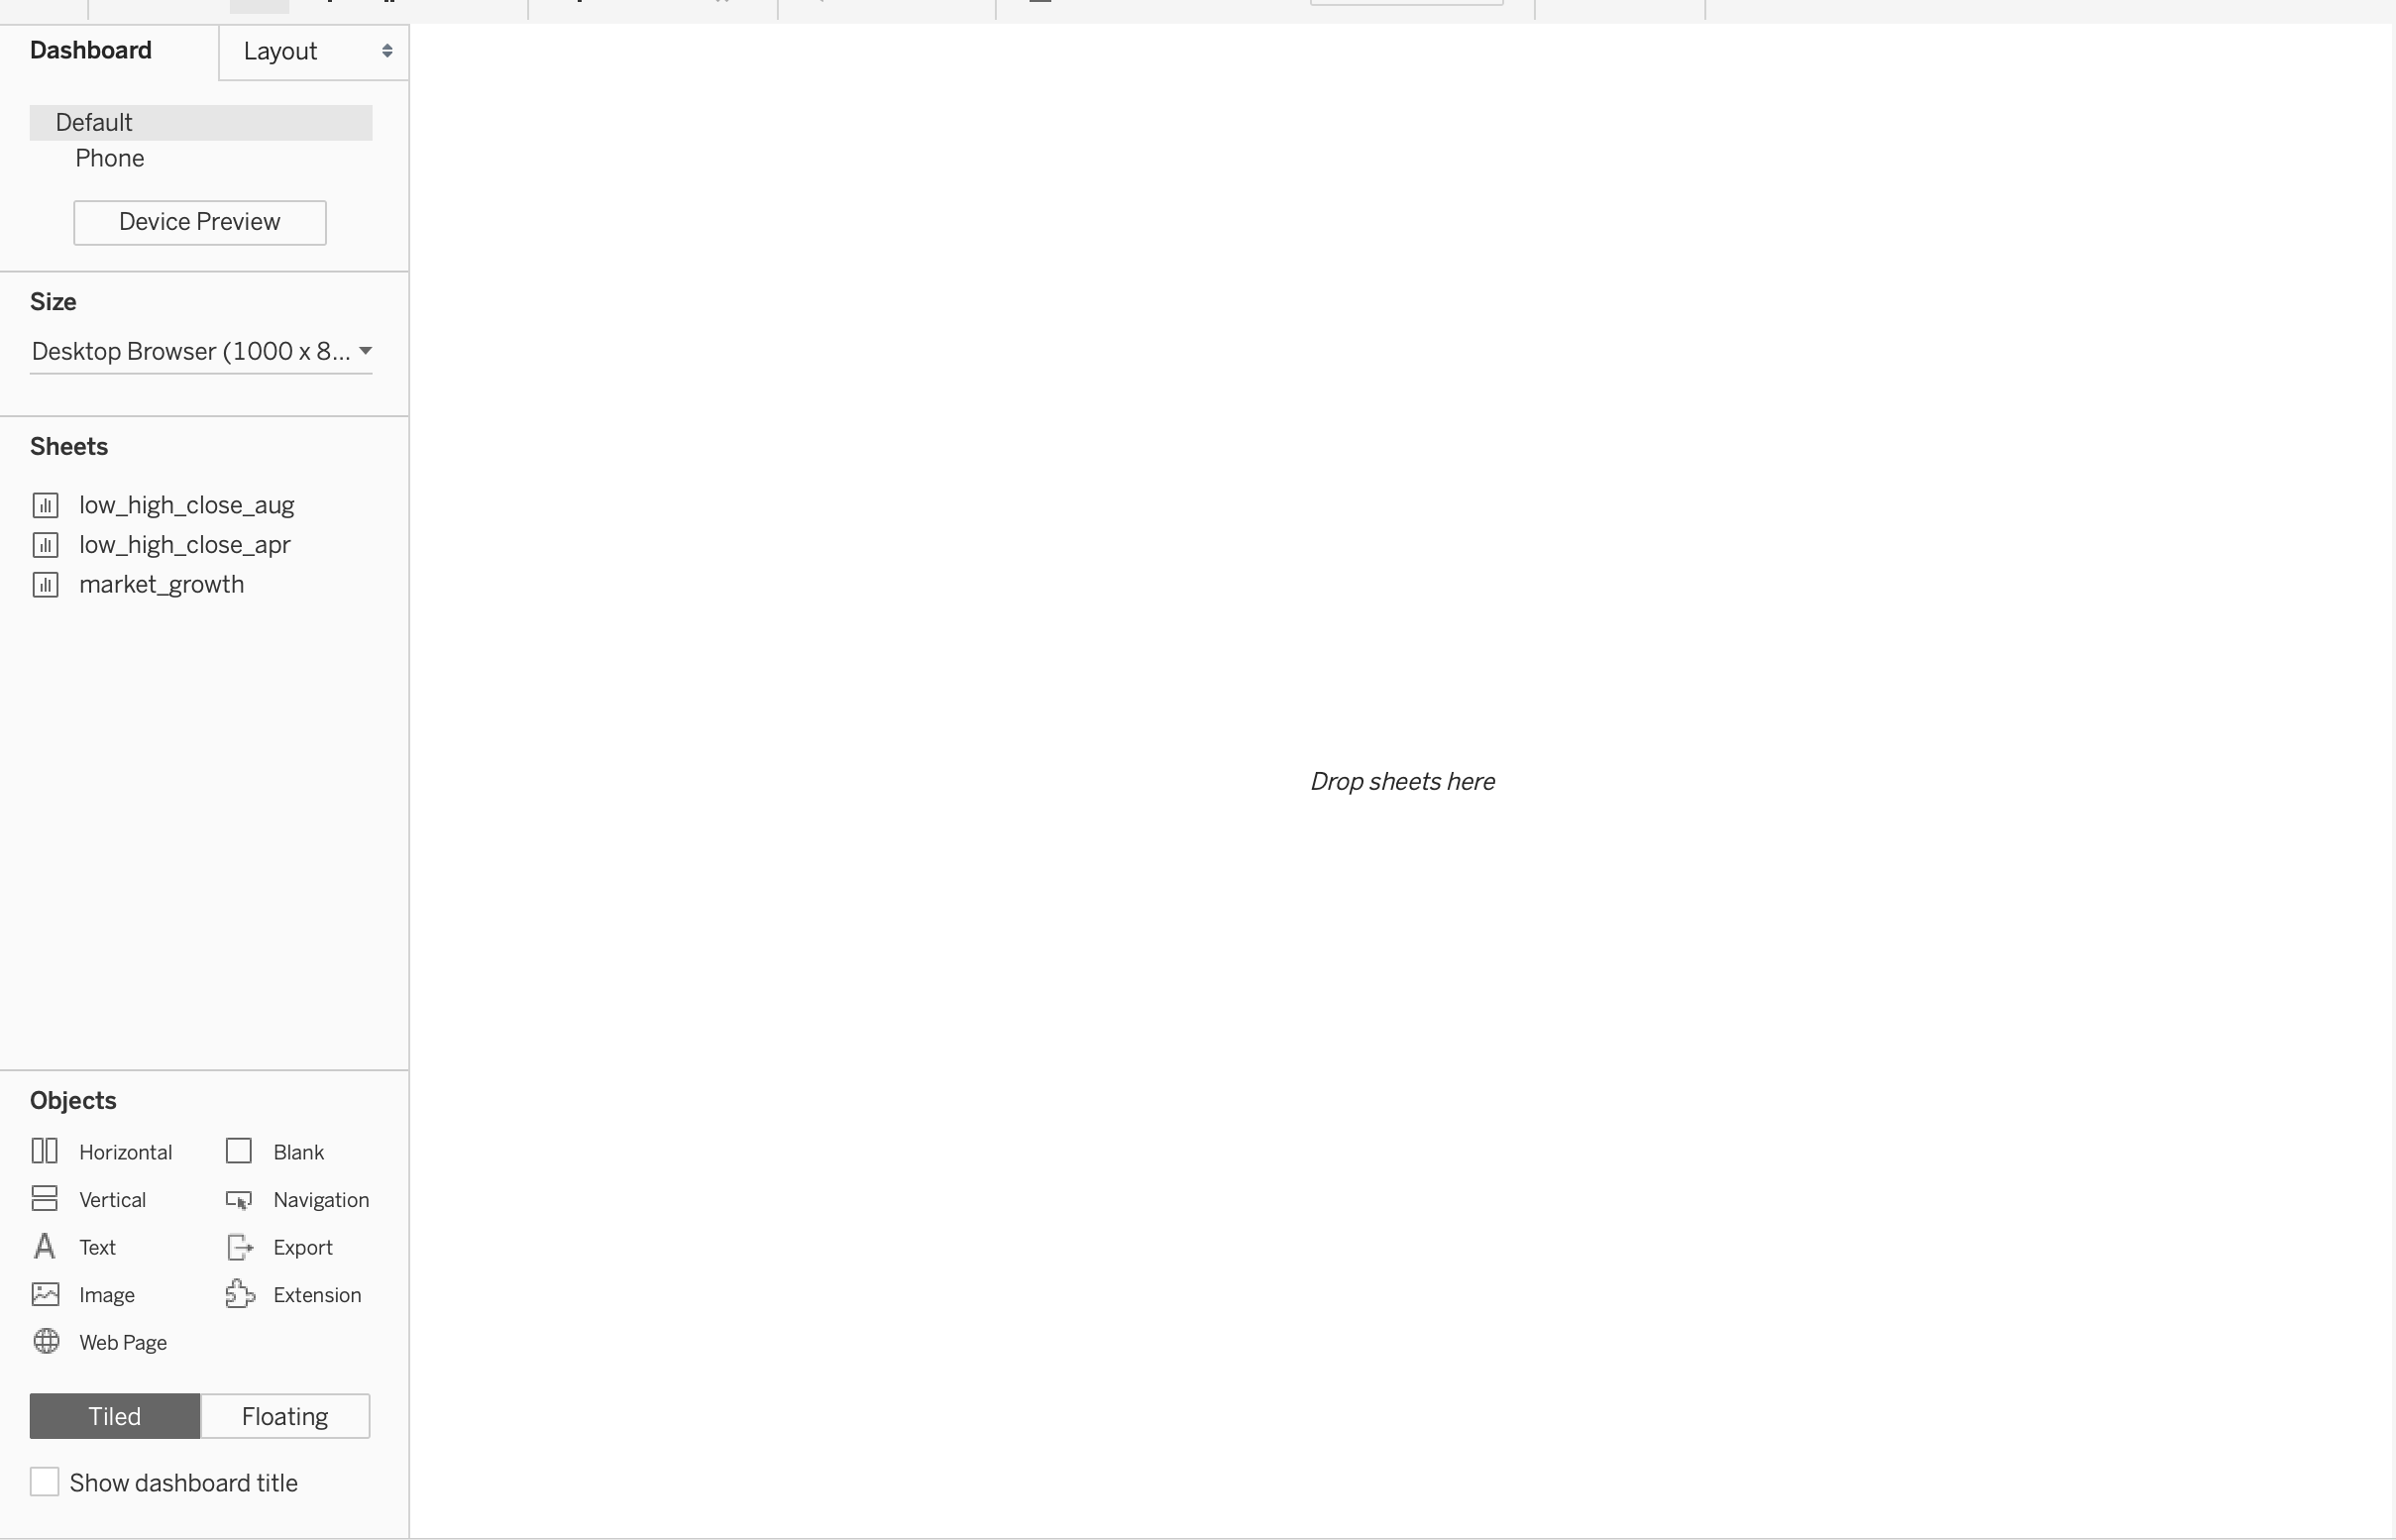 Dashboard
Layout
Default
Phone
Device Preview
Size
Desktop Browser (1000 x 8...
Sheets
low_high_close_aug
low_high_close_apr
market_growth
Drop sheets here
Objects
Horizontal
Blank
Vertical
Navigation
Text
Export
Image
Extension
Web Page
Tiled
Floating
Show dashboard title